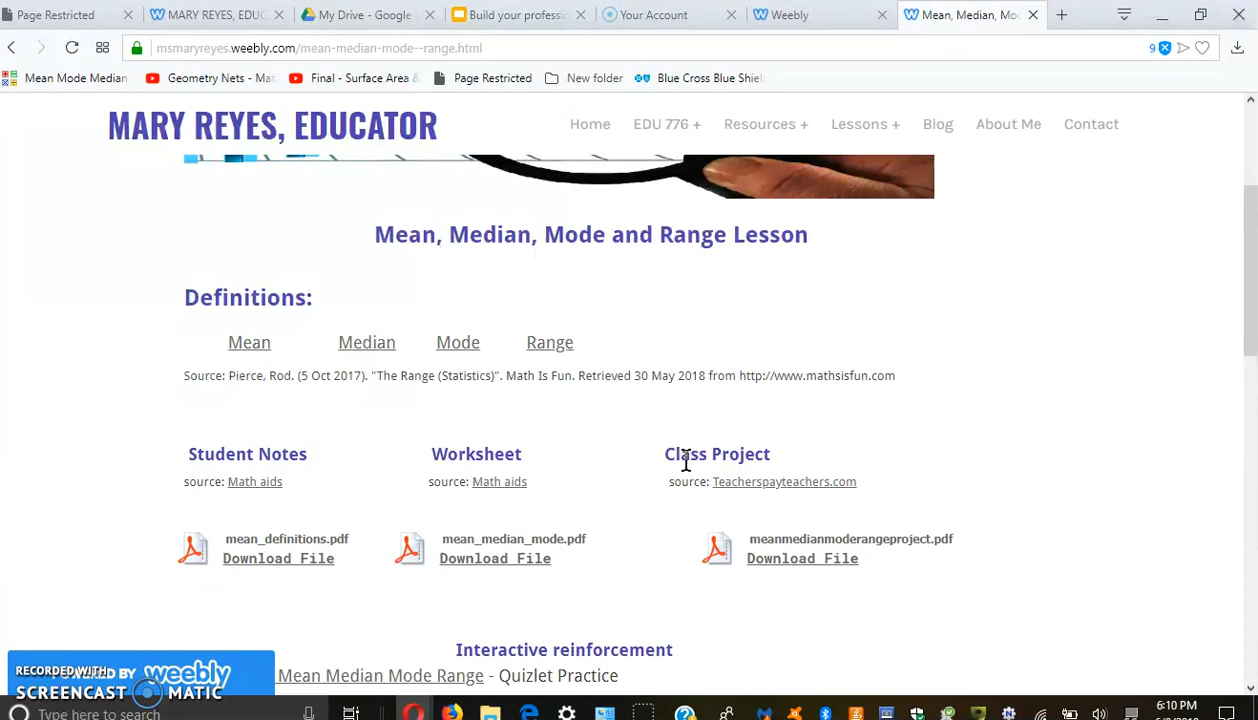 Page Restricted
MARY REYES, EDUC
My Drive - Google
Build your professi
Your Account
Weebly
Mean, Median, Mo
msmaryreyes.weebly.com/mean-median-mode--range.html
9
Mean Mode Median
Geometry Nets - Mat
Final - Surface Area &
Page Restricted
New folder
Blue Cross Blue Shiel
MARY REYES, EDUCATOR
Home
EDU 776 +
Resources +
Lessons +
Blog
About Me
Contact
Mean, Median, Mode and Range Lesson
Definitions:
Mean Median Mode Range
Source: Pierce, Rod. (5 Oct 2017). "The Range (Statistics)". Math Is Fun. Retrieved 30 May 2018 from http://www.mathsisfun.com
Student Notes
source: Math aids
Worksheet
source: Math aids
Class Project
source: Teacherspayteachers.com
mean_definitions.pdf
Download File
mean_median_mode.pdf
Download File
meanmedianmoderangeproject.pdf
Download File
Interactive reinforcement
Mean Median Mode Range - Quizlet Practice
RECORDED WITH
POWERED BY weebly
SCREENCAST MATIC
Type here to search
6:10 PM